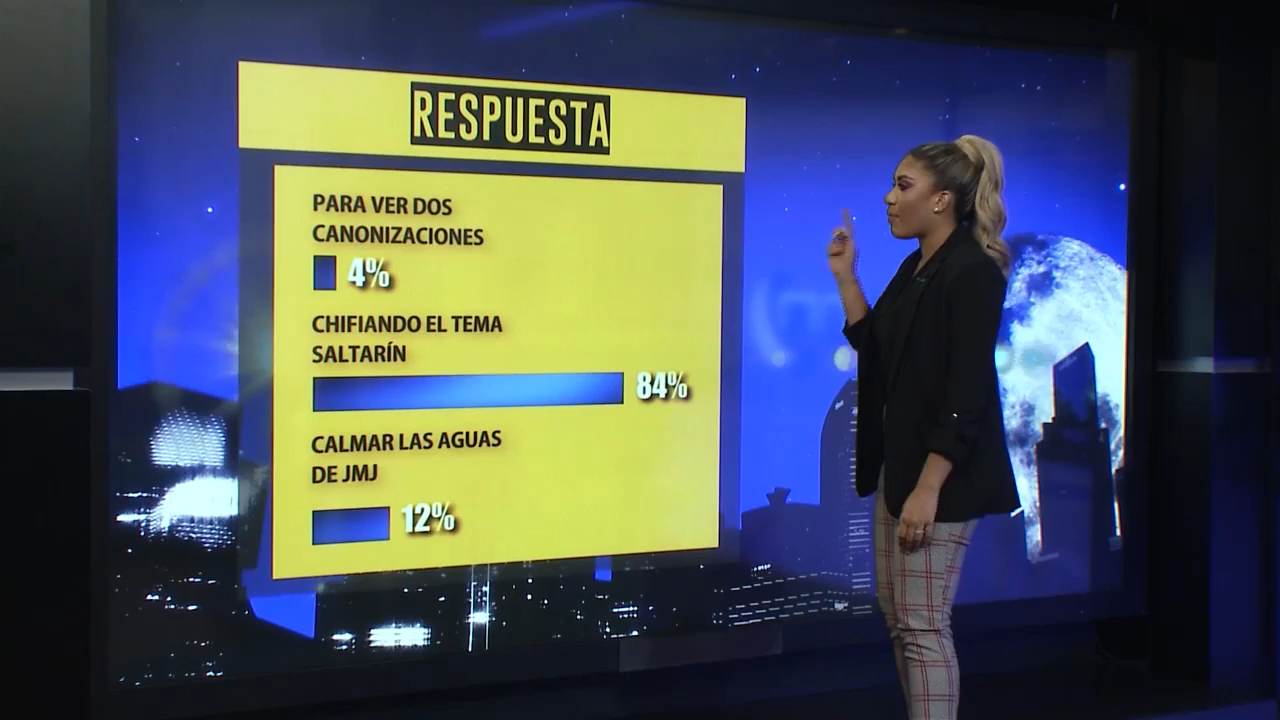 RESPUESTA
PARA VER DOS
CANONIZACIONES
4%
CHIFIANDO EL TEMA
SALTARÍN
84%
CALMAR LAS AGUAS
DE JMJ
12%